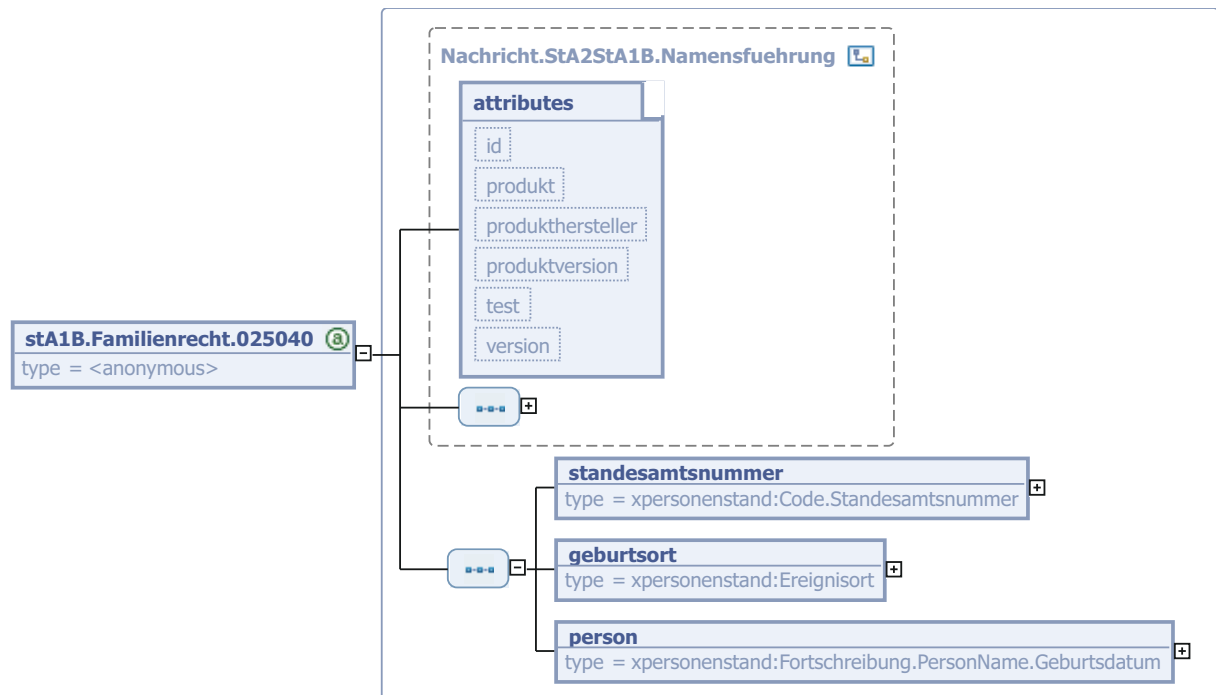 Nachricht.StA2StA1B.Namensfuehrung
attributes
id
produkt
produkthersteller
produktversion
test
version
stA1B.Familienrecht.025040 @
type = <anonymous>
standesamtsnummer
type = xpersonenstand:Code.Standesamtsnummer
geburtsort
type = xpersonenstand:Ereignisort
person
type = xpersonenstand:Fortschreibung.PersonName.Geburtsdatum